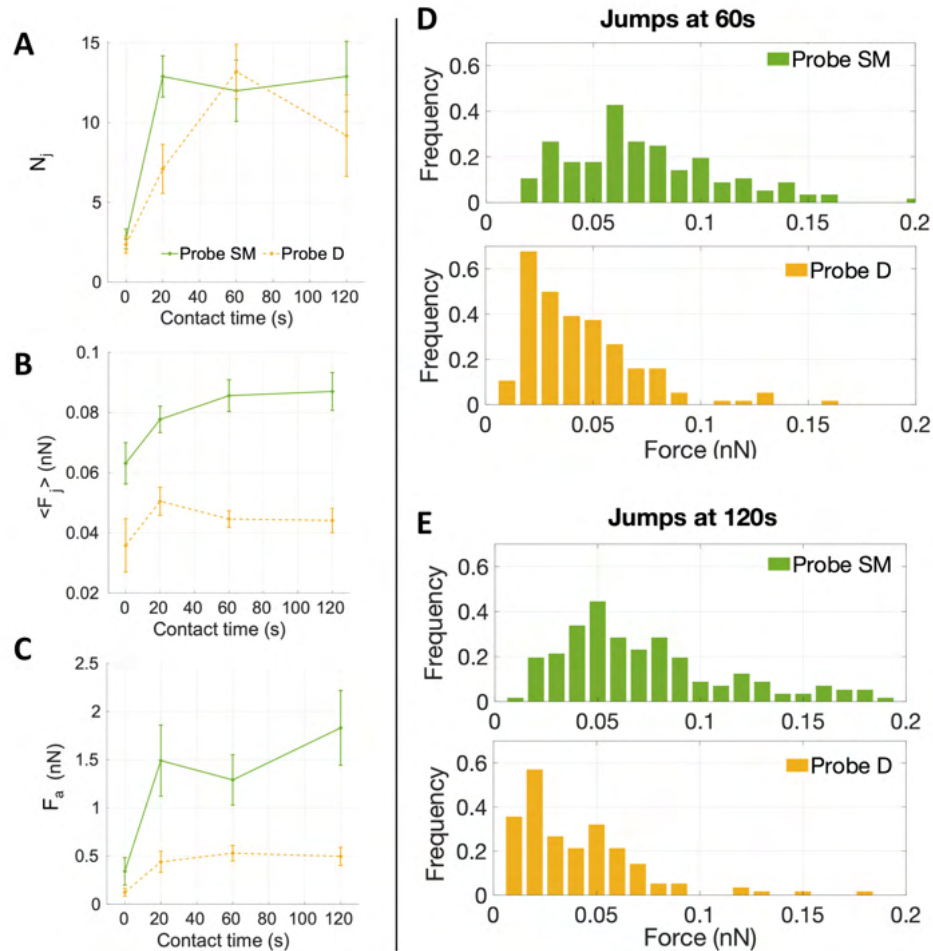 A
15
10
5
0
N_j
Probe SM Probe D
0 20 40 60 80 100 120
Contact time (s)
B
0.1
0.08
0.06
0.04
0.02
<F_j> (nN)
0 20 40 60 80 100 120
Contact time (s)
C
2.5
2
1.5
1
0.5
0
F_a (nN)
0 20 40 60 80 100 120
Contact time (s)
D
Jumps at 60s
Probe SM
0.6
0.4
0.2
0
Frequency
0 0.05 0.1 0.15 0.2
Probe D
0.6
0.4
0.2
0
Frequency
0 0.05 0.1 0.15 0.2
Force (nN)
E
Jumps at 120s
Probe SM
0.6
0.4
0.2
0
Frequency
0 0.05 0.1 0.15 0.2
Probe D
0.6
0.4
0.2
0
Frequency
0 0.05 0.1 0.15 0.2
Force (nN)